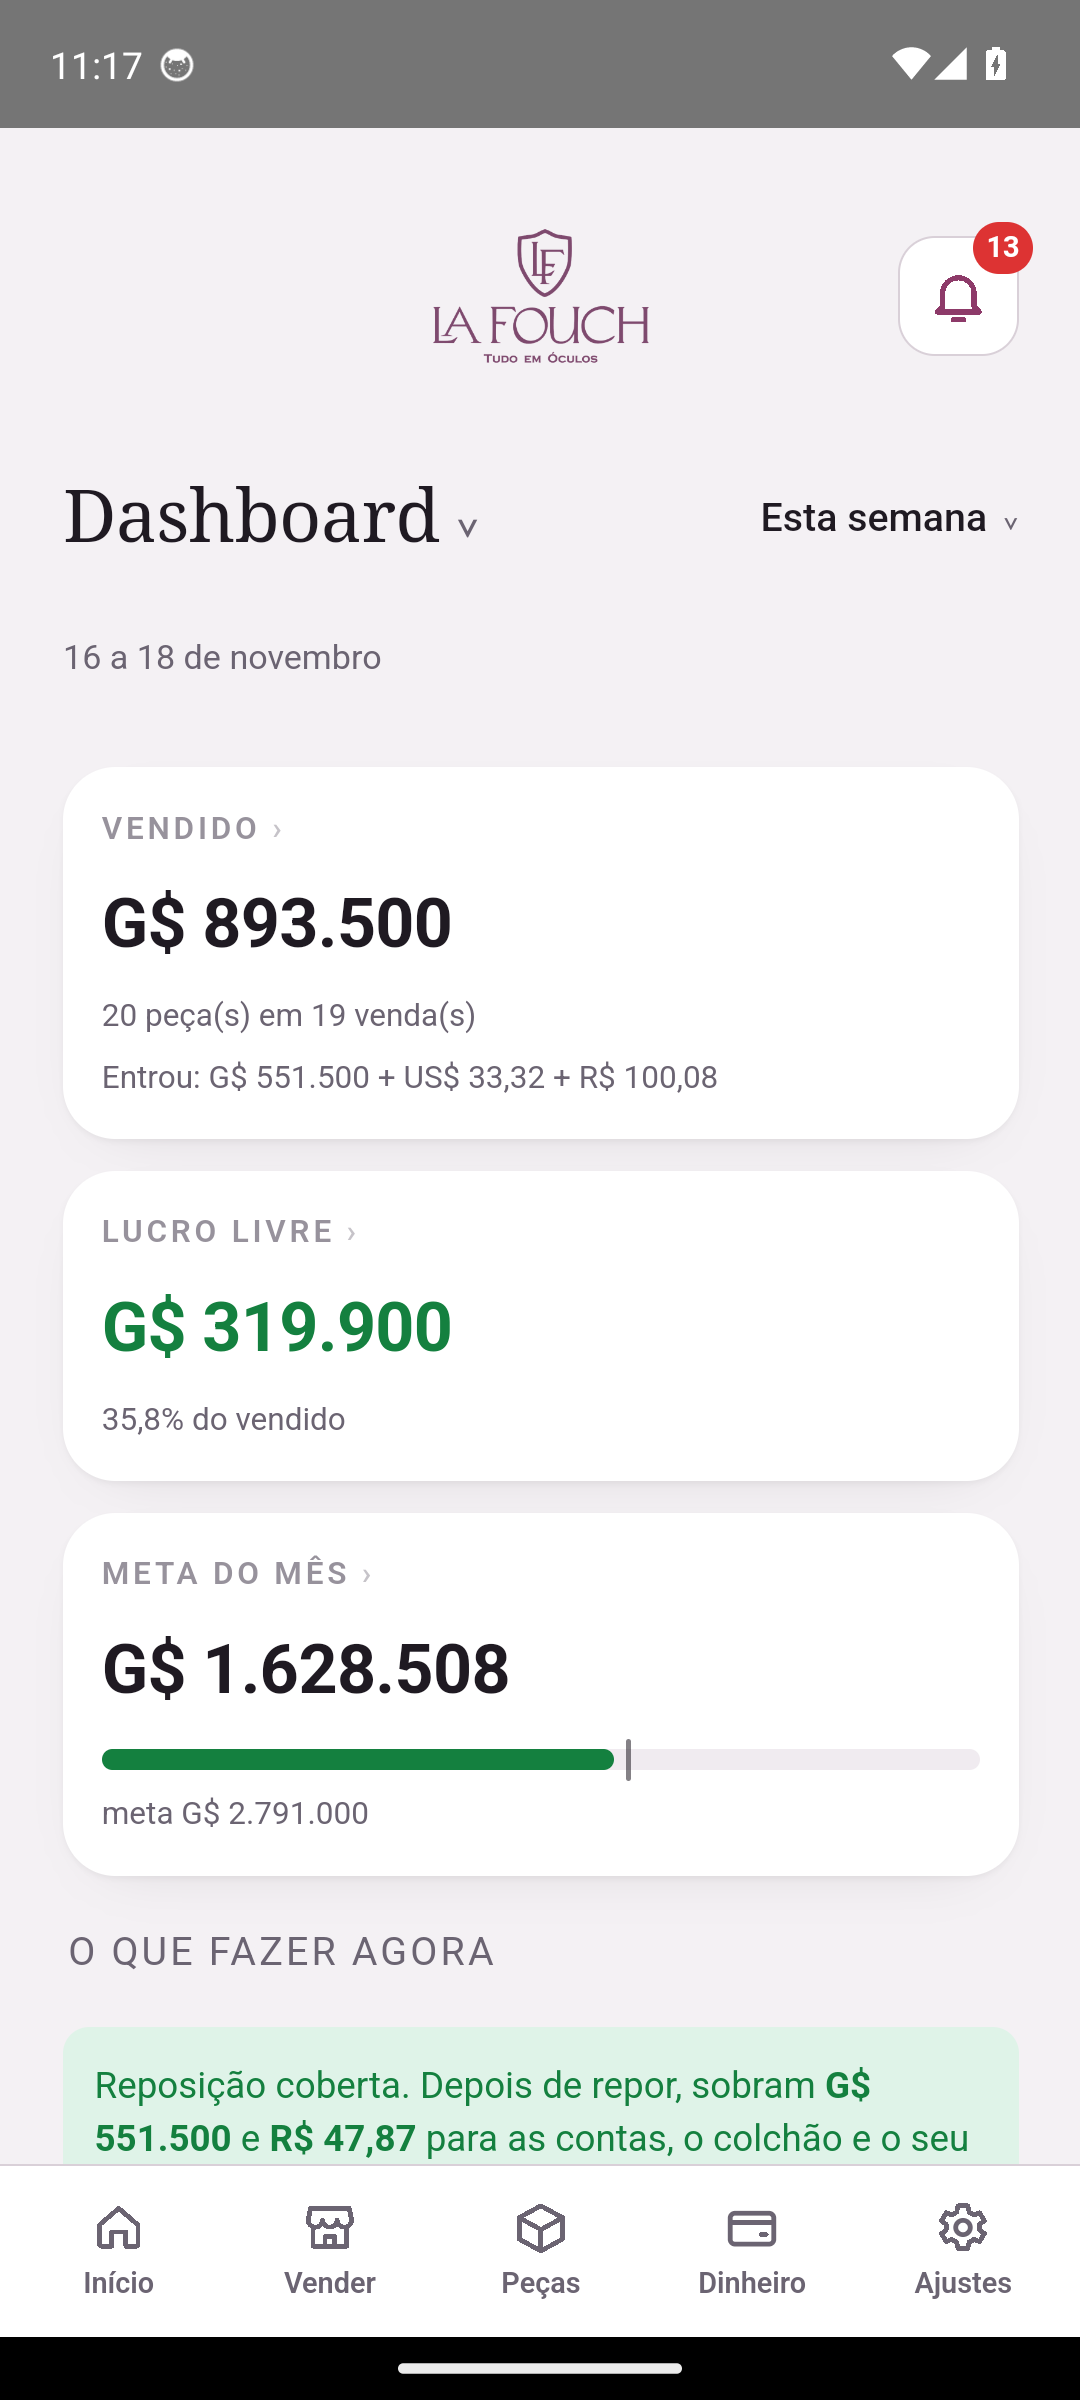 11:17
13
LF
LA FOUCH
TUDO EM ÓCULOS
Dashboard
Esta semana
16 a 18 de novembro
VENDIDO ›
G$ 893.500
20 peça(s) em 19 venda(s)
Entrou: G$ 551.500 + US$ 33,32 + R$ 100,08
LUCRO LIVRE ›
G$ 319.900
35,8% do vendido
META DO MÊS ›
G$ 1.628.508
meta G$ 2.791.000
O QUE FAZER AGORA
Reposição coberta. Depois de repor, sobram G$
551.500 e R$ 47,87 para as contas, o colchão e o seu
Início
Vender
Peças
Dinheiro
Ajustes